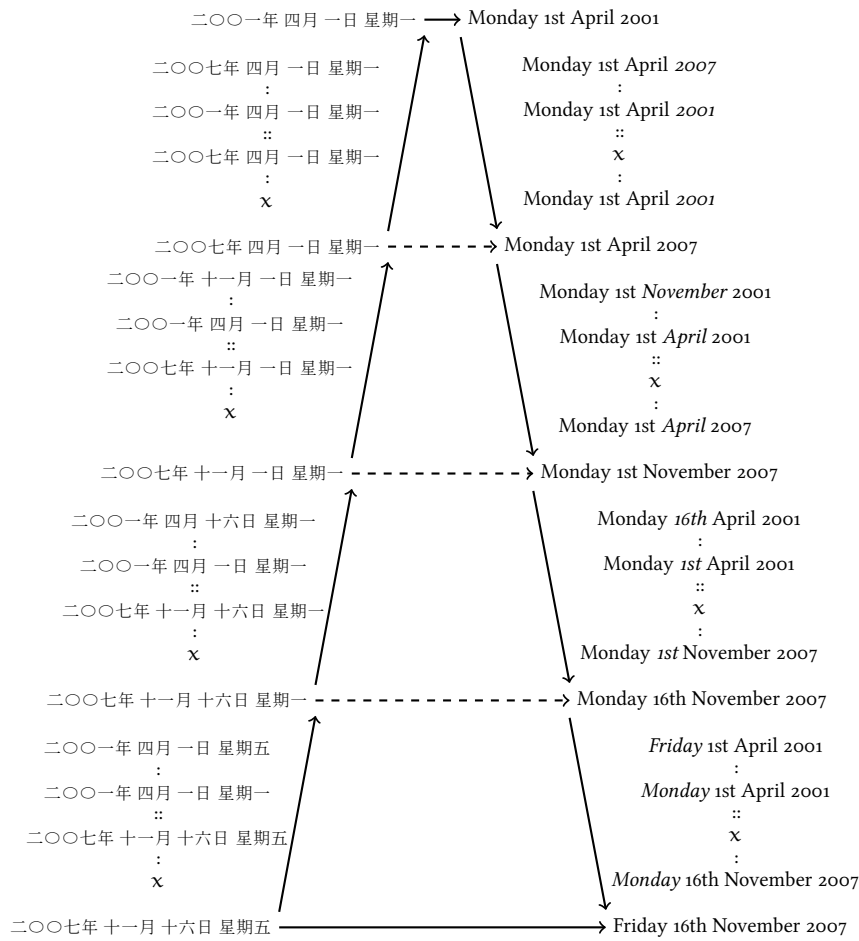 二〇〇一年 四月 一日 星期一 Monday 1st April 2001
二〇〇七年 四月 一日 星期一
:
二〇〇一年 四月 一日 星期一
::
二〇〇七年 四月 一日 星期一
:
x
Monday 1st April 2007
:
Monday 1st April 2001
::
x
:
Monday 1st April 2001
二〇〇七年 四月 一日 星期一 Monday 1st April 2007
二〇〇一年 十一月 一日 星期一
:
二〇〇一年 四月 一日 星期一
::
二〇〇七年 十一月 一日 星期一
:
x
Monday 1st November 2001
:
Monday 1st April 2001
::
x
:
Monday 1st April 2007
二〇〇七年 十一月 一日 星期一 Monday 1st November 2007
二〇〇一年 四月 十六日 星期一
:
二〇〇一年 四月 一日 星期一
::
二〇〇七年 十一月 十六日 星期一
:
x
Monday 16th April 2001
:
Monday 1st April 2001
::
x
:
Monday 1st November 2007
二〇〇七年 十一月 十六日 星期一 Monday 16th November 2007
二〇〇一年 四月 一日 星期五
:
二〇〇一年 四月 一日 星期一
::
二〇〇七年 十一月 十六日 星期五
:
x
Friday 1st April 2001
:
Monday 1st April 2001
::
x
:
Monday 16th November 2007
二〇〇七年 十一月 十六日 星期五 Friday 16th November 2007